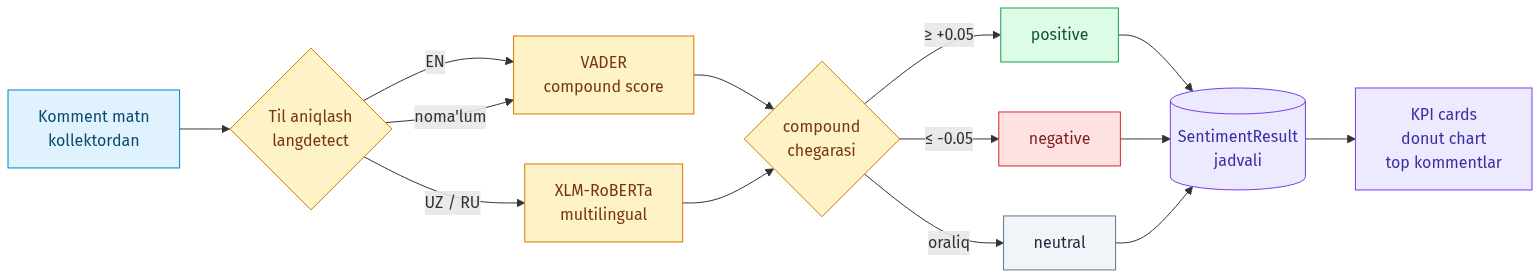 Komment matn
kollektordan
Til aniqlash
langdetect
EN
noma'lum
UZ / RU
VADER
compound score
XLM-RoBERTa
multilingual
compound
chegarasi
≥ +0.05
≤ -0.05
oraliq
positive
negative
neutral
SentimentResult
jadvali
KPI cards
donut chart
top kommentlar